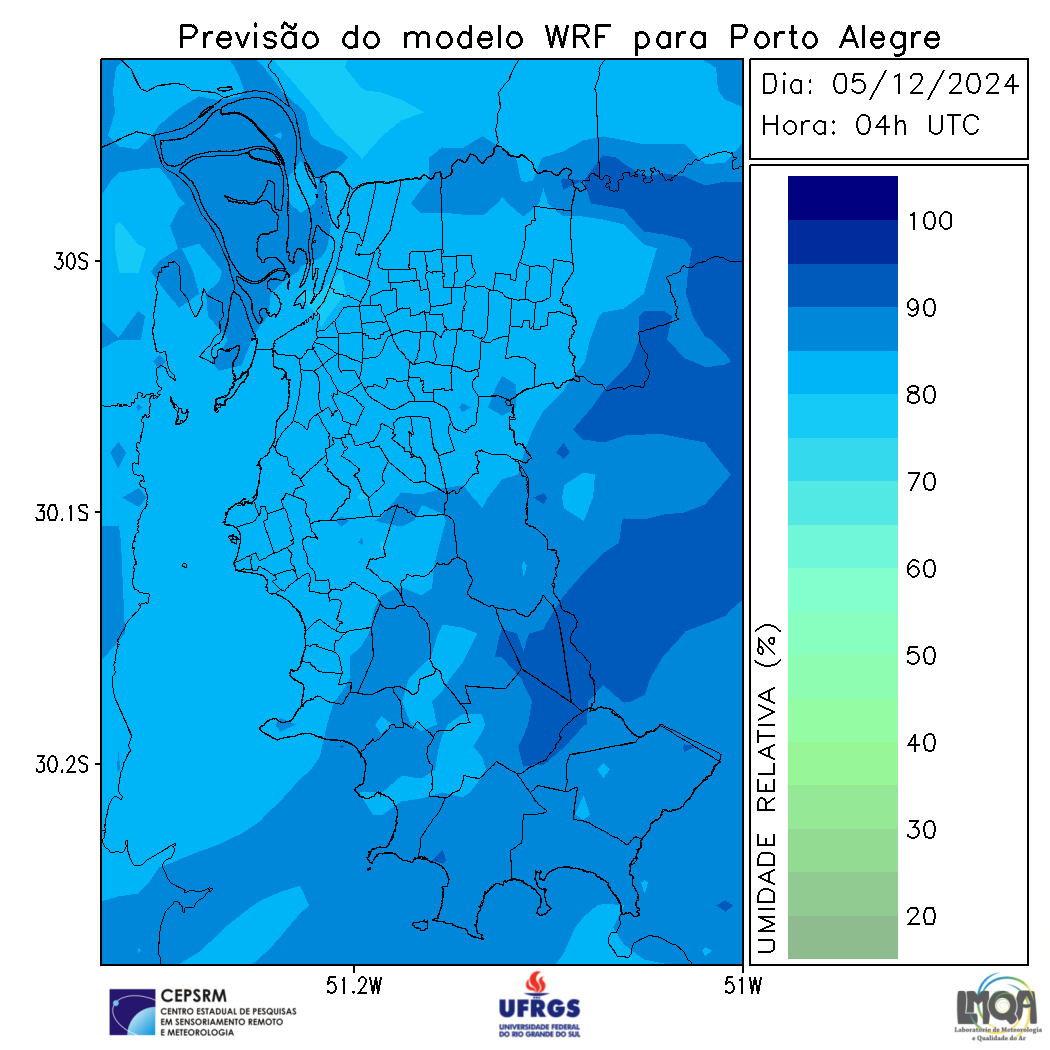 Previsão do modelo WRF para Porto Alegre
Dia: 05/12/2024
Hora: 04h UTC
30S
30.1S
30.2S
51.2W
51W
UMIDADE RELATIVA (%)
100
90
80
70
60
50
40
30
20
CEPSRM
CENTRO ESTADUAL DE PESQUISAS
EM SENSORIAMENTO REMOTO
E METEOROLOGIA
UFRGS
UNIVERSIDADE FEDERAL
DO RIO GRANDE DO SUL
LMQA
Laboratório de Meteorologia
e Qualidade do Ar